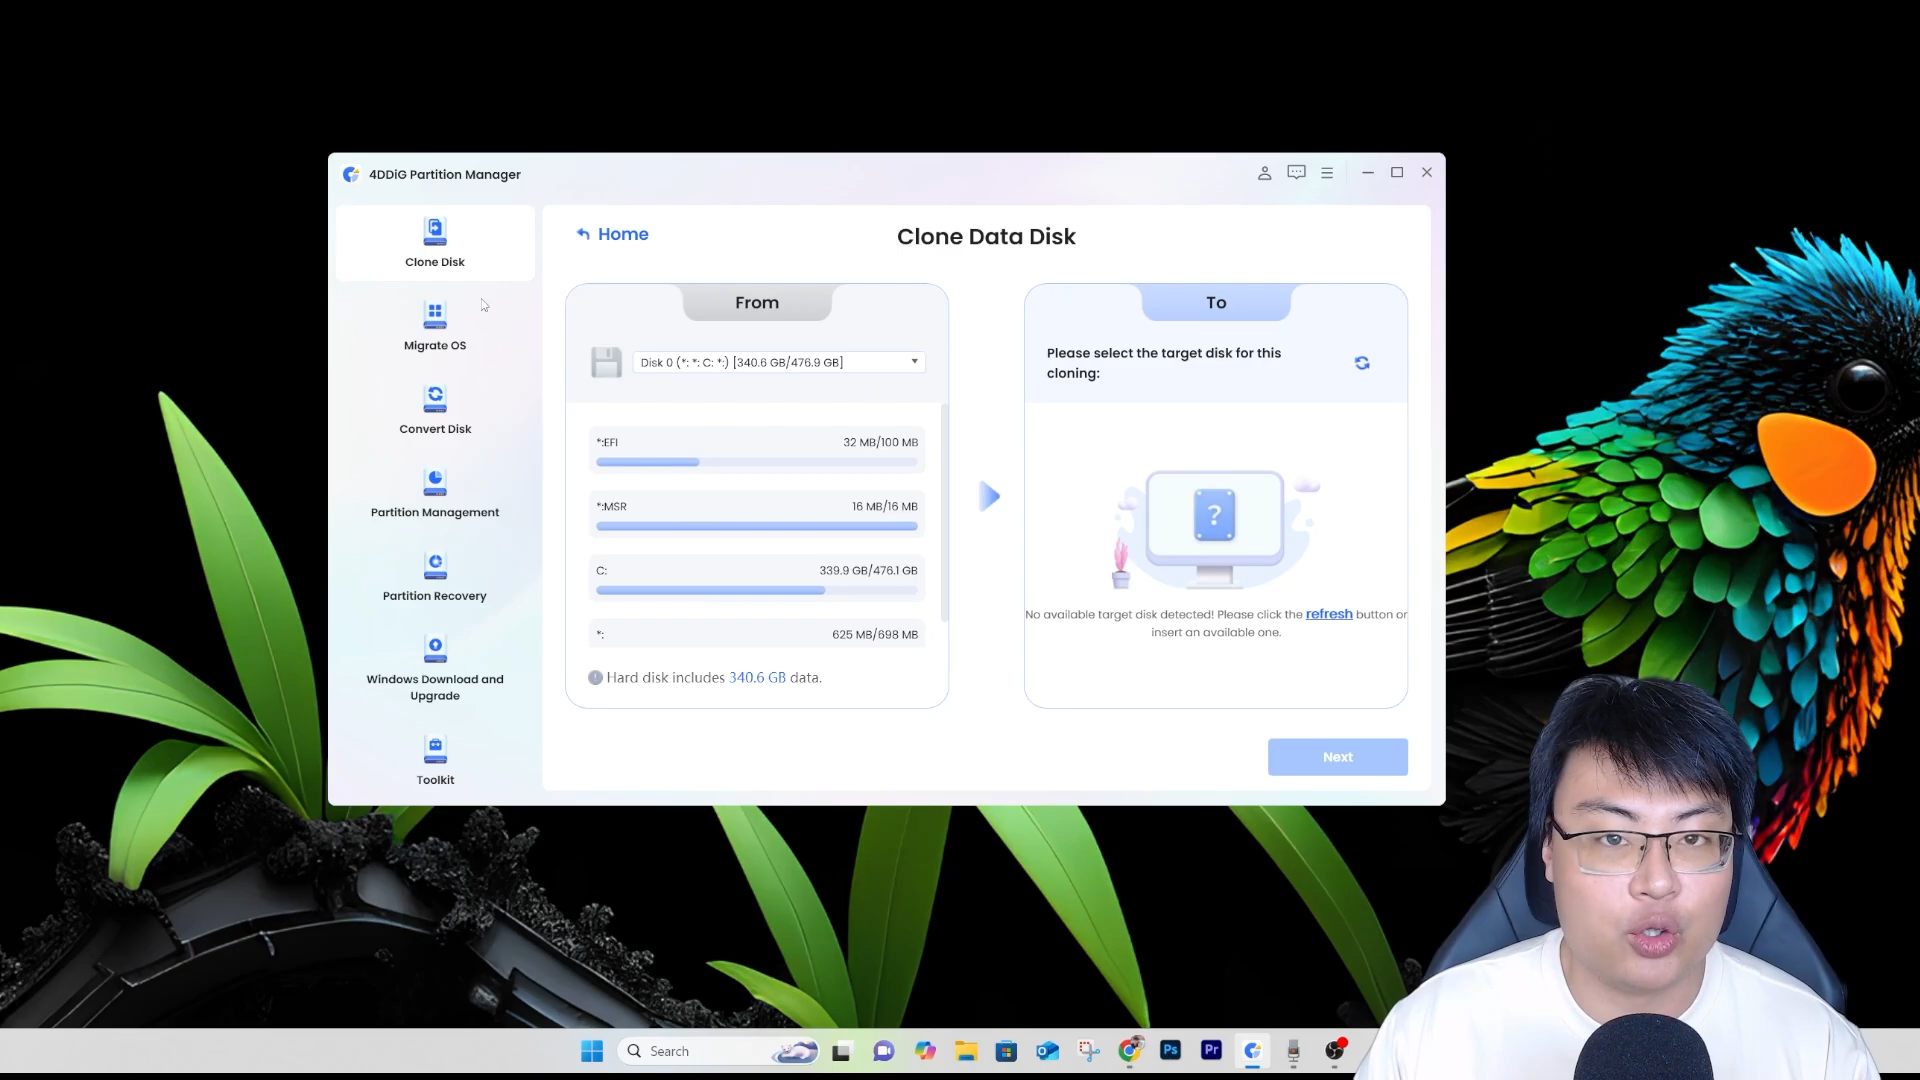 4DDiG Partition Manager
Clone Disk
Migrate OS
Convert Disk
Partition Management
Partition Recovery
Windows Download and
Upgrade
Toolkit
Home
Clone Data Disk
From
Disk 0 (*: *: C: *:) [340.6 GB/476.9 GB]
*:EFI 32 MB/100 MB
*:MSR 16 MB/16 MB
C: 339.9 GB/476.1 GB
*: 625 MB/698 MB
Hard disk includes 340.6 GB data.
To
Please select the target disk for this
cloning:
?
No available target disk detected! Please click the refresh button or
insert an available one.
Next
Search
Ps
Pr